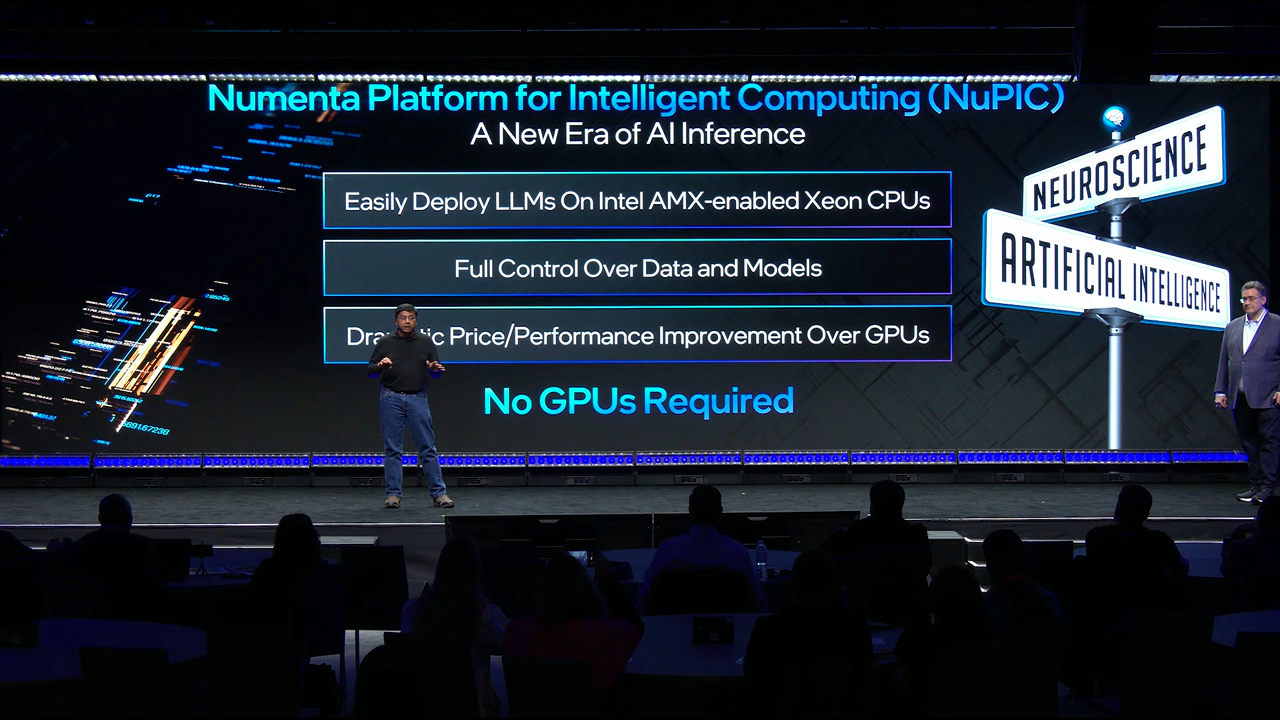 Numenta Platform for Intelligent Computing (NuPIC)
A New Era of AI Inference
Easily Deploy LLMs On Intel AMX-enabled Xeon CPUs
Full Control Over Data and Models
Price/Performance Improvement Over GPUs
No GPUs Required
NEUROSCIENCE
ARTIFICIAL INTELLIGENCE